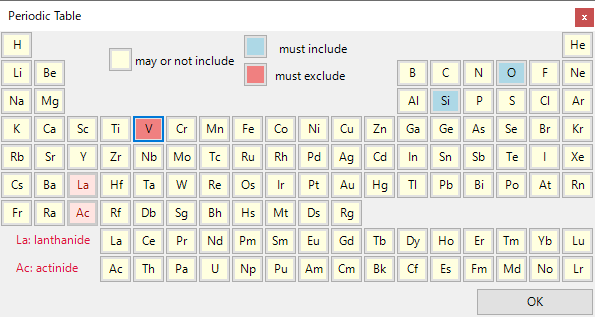 Periodic Table x
H may or not include must include He
must exclude
Li Be B C N O F Ne
Na Mg Al Si P S Cl Ar
K Ca Sc Ti V Cr Mn Fe Co Ni Cu Zn Ga Ge As Se Br Kr
Rb Sr Y Zr Nb Mo Tc Ru Rh Pd Ag Cd In Sn Sb Te I Xe
Cs Ba La Hf Ta W Re Os Ir Pt Au Hg Tl Pb Bi Po At Rn
Fr Ra Ac Rf Db Sg Bh Hs Mt Ds Rg
La: lanthanide La Ce Pr Nd Pm Sm Eu Gd Tb Dy Ho Er Tm Yb Lu
Ac: actinide Ac Th Pa U Np Pu Am Cm Bk Cf Es Fm Md No Lr
OK